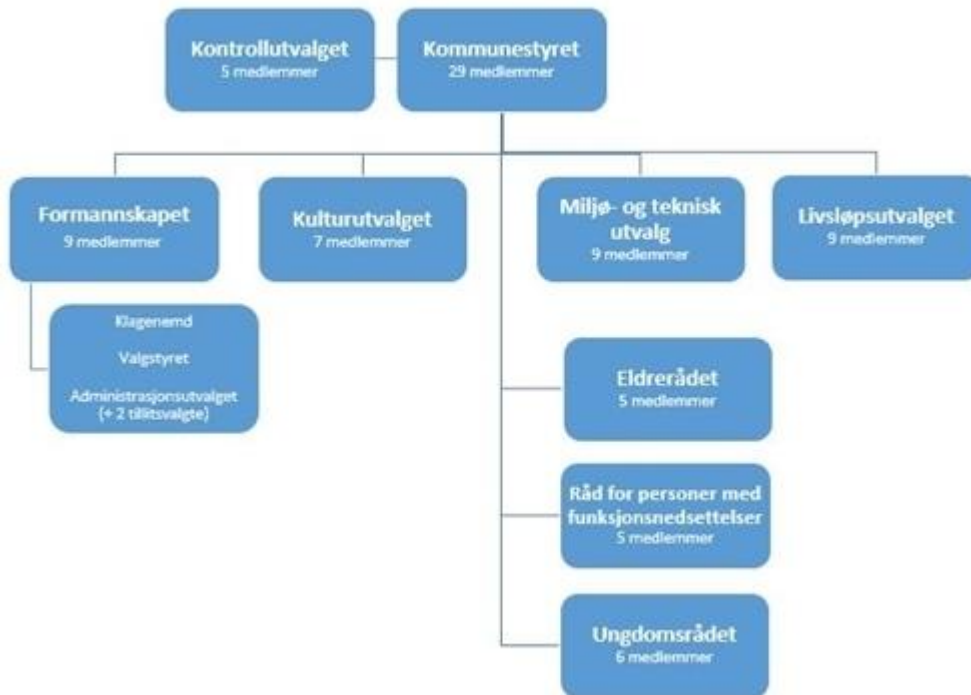 Kontrollutvalget
5 medlemmer
Kommunestyret
29 medlemmer
Formannskapet
9 medlemmer
Kulturutvalget
7 medlemmer
Miljø- og teknisk
utvalg
9 medlemmer
Livsløpsutvalget
9 medlemmer
Klagenemd
Valgstyret
Administrasjonsutvalget
(+ 2 tillitsvalgte)
Eldrerådet
5 medlemmer
Råd for personer med
funksjonsnedsettelser
5 medlemmer
Ungdomsrådet
6 medlemmer